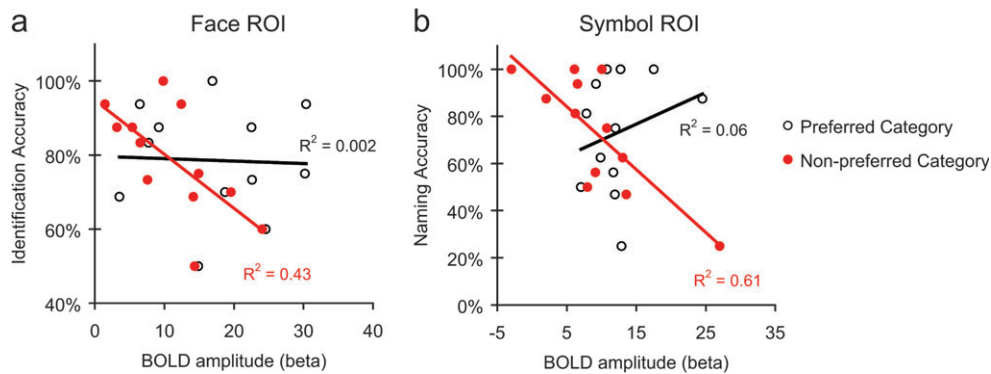 a
Face ROI
Identification Accuracy
100%
80%
60%
40%
R² = 0.002
R² = 0.43
0
10
20
30
40
BOLD amplitude (beta)
b
Symbol ROI
Naming Accuracy
100%
80%
60%
40%
20%
0%
R² = 0.06
R² = 0.61
-5
5
15
25
35
BOLD amplitude (beta)
Preferred Category
Non-preferred Category